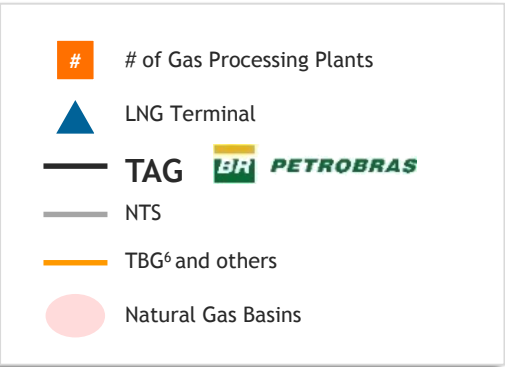 # # of Gas Processing Plants
LNG Terminal
TAG BR PETROBRAS
NTS
TBG⁶ and others
Natural Gas Basins